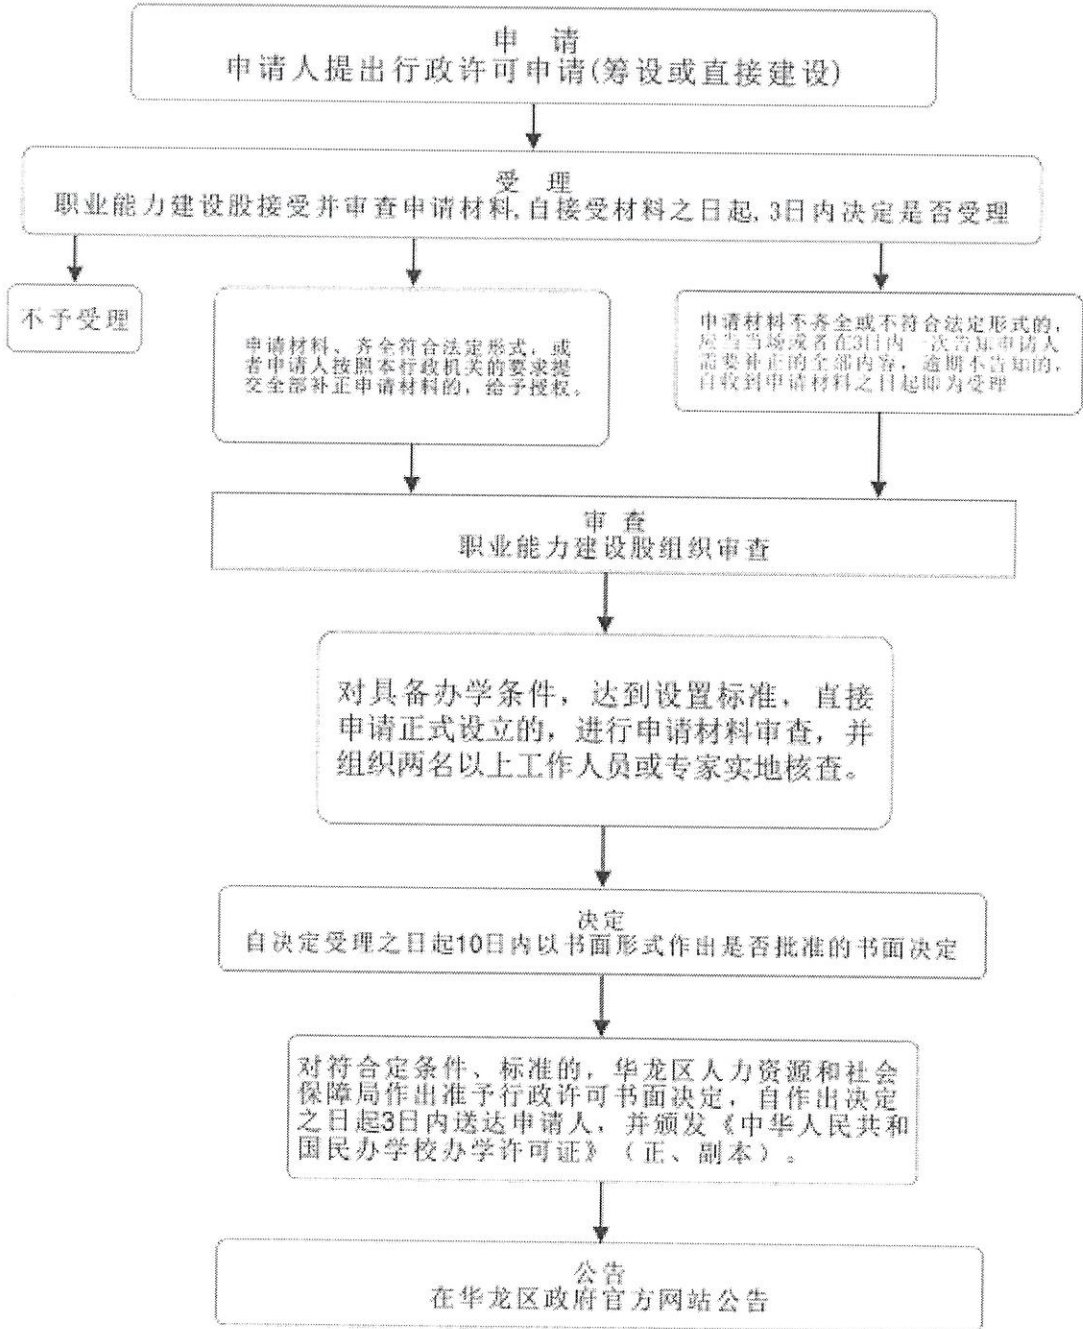 申 请
申请人提出行政许可申请(筹设或直接建设)
受 理
职业能力建设股接受并审查申请材料,自接受材料之日起,3日内决定是否受理
不予受理
申请材料、齐全符合法定形式，或
者申请人按照本行政机关的要求提
交全部补正申请材料的，给予授权。
申请材料不齐全或不符合法定形式的，
应当当场或者在3日内一次告知申请人
需要补正的全部内容，逾期不告知的，
自收到申请材料之日起即为受理
审 查
职业能力建设股组织审查
对具备办学条件，达到设置标准，直接
申请正式设立的，进行申请材料审查，并
组织两名以上工作人员或专家实地核查。
决定
自决定受理之日起10日内以书面形式作出是否批准的书面决定
对符合定条件、标准的，华龙区人力资源和社会
保障局作出准予行政许可书面决定，自作出决定
之日起3日内送达申请人，并颁发《中华人民共和
国民办学校办学许可证》（正、副本）。
公告
在华龙区政府官方网站公告